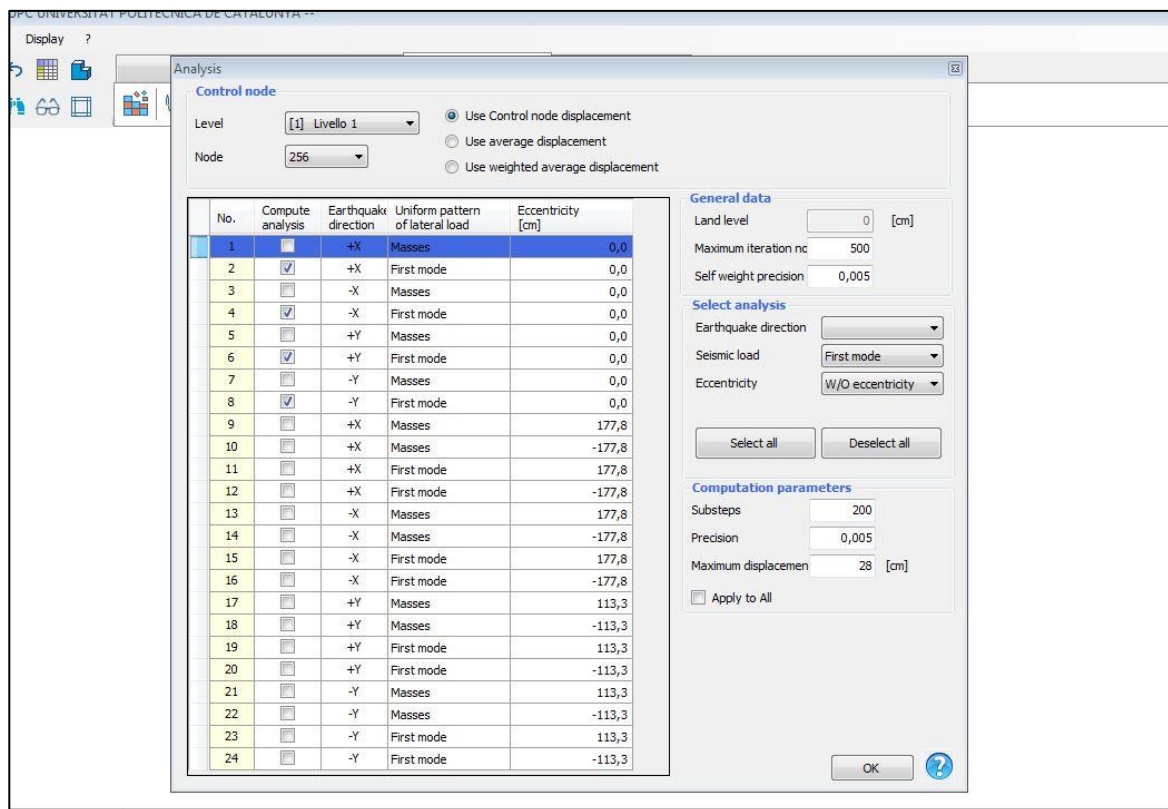 UPC UNIVERSITAT POLITECNICA DE CATALUNYA --
Display ?
Analysis
Control node
Level [1] Livello 1
Node 256
Use Control node displacement
Use average displacement
Use weighted average displacement
No. Compute analysis Earthquake direction Uniform pattern of lateral load Eccentricity [cm]
1 +X Masses 0,0
2 +X First mode 0,0
3 -X Masses 0,0
4 -X First mode 0,0
5 +Y Masses 0,0
6 +Y First mode 0,0
7 -Y Masses 0,0
8 -Y First mode 0,0
9 +X Masses 177,8
10 +X Masses -177,8
11 +X First mode 177,8
12 +X First mode -177,8
13 -X Masses 177,8
14 -X Masses -177,8
15 -X First mode 177,8
16 -X First mode -177,8
17 +Y Masses 113,3
18 +Y Masses -113,3
19 +Y First mode 113,3
20 +Y First mode -113,3
21 -Y Masses 113,3
22 -Y Masses -113,3
23 -Y First mode 113,3
24 -Y First mode -113,3
General data
Land level 0 [cm]
Maximum iteration no 500
Self weight precision 0,005
Select analysis
Earthquake direction
Seismic load First mode
Eccentricity W/O eccentricity
Select all Deselect all
Computation parameters
Substeps 200
Precision 0,005
Maximum displacemen 28 [cm]
Apply to All
OK ?